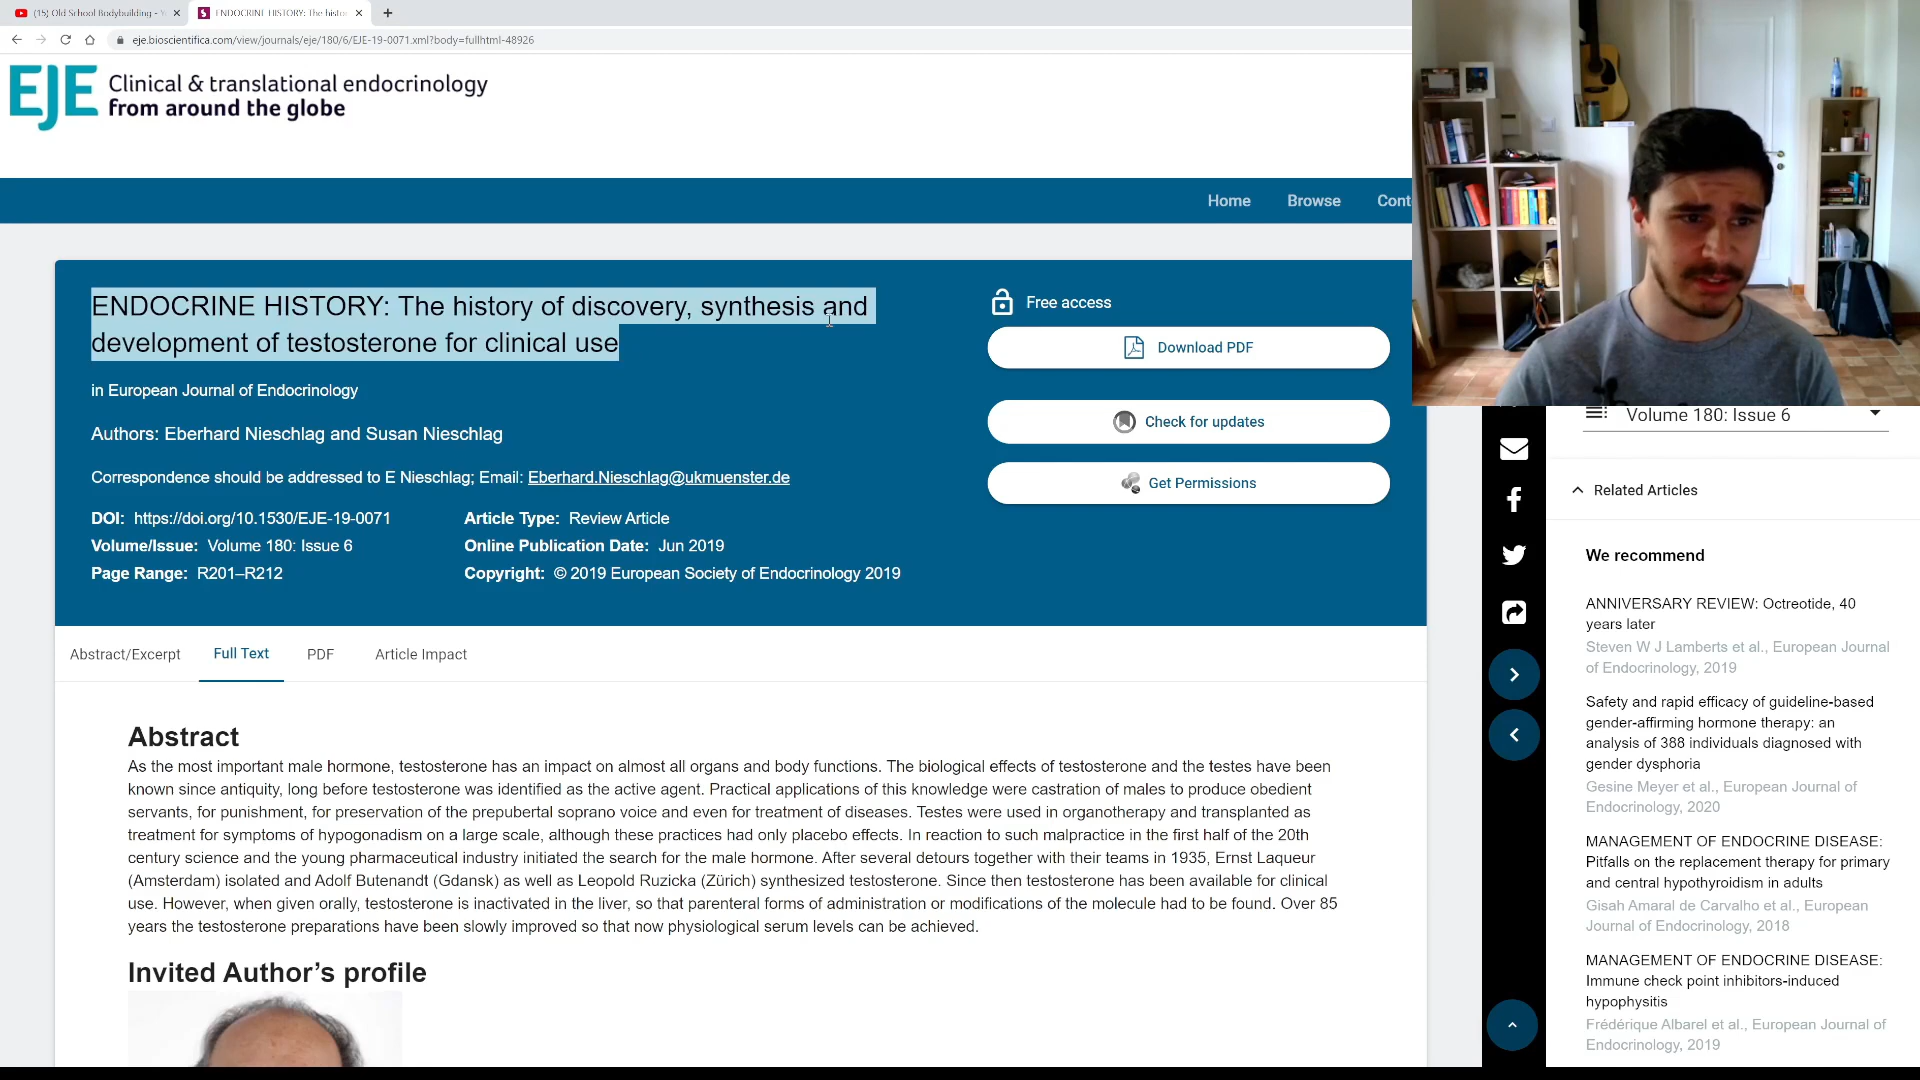 (15) Old School Bodybuilding -
ENDOCRINE HISTORY: The histo
eje.bioscientifica.com/view/journals/eje/180/6/EJE-19-0071.xml?body=fullhtml-48926
EJE
Clinical & translational endocrinology
from around the globe
Home
Browse
Cont
ENDOCRINE HISTORY: The history of discovery, synthesis and
development of testosterone for clinical use
in European Journal of Endocrinology
Authors: Eberhard Nieschlag and Susan Nieschlag
Correspondence should be addressed to E Nieschlag; Email: Eberhard.Nieschlag@ukmuenster.de
DOI: https://doi.org/10.1530/EJE-19-0071
Volume/Issue: Volume 180: Issue 6
Page Range: R201–R212
Article Type: Review Article
Online Publication Date: Jun 2019
Copyright: © 2019 European Society of Endocrinology 2019
Free access
Download PDF
Check for updates
Get Permissions
Abstract/Excerpt
Full Text
PDF
Article Impact
Abstract
As the most important male hormone, testosterone has an impact on almost all organs and body functions. The biological effects of testosterone and the testes have been
known since antiquity, long before testosterone was identified as the active agent. Practical applications of this knowledge were castration of males to produce obedient
servants, for punishment, for preservation of the prepubertal soprano voice and even for treatment of diseases. Testes were used in organotherapy and transplanted as
treatment for symptoms of hypogonadism on a large scale, although these practices had only placebo effects. In reaction to such malpractice in the first half of the 20th
century science and the young pharmaceutical industry initiated the search for the male hormone. After several detours together with their teams in 1935, Ernst Laqueur
(Amsterdam) isolated and Adolf Butenandt (Gdansk) as well as Leopold Ruzicka (Zürich) synthesized testosterone. Since then testosterone has been available for clinical
use. However, when given orally, testosterone is inactivated in the liver, so that parenteral forms of administration or modifications of the molecule had to be found. Over 85
years the testosterone preparations have been slowly improved so that now physiological serum levels can be achieved.
Invited Author’s profile
Volume 180: Issue 6
Related Articles
We recommend
ANNIVERSARY REVIEW: Octreotide, 40
years later
Steven W J Lamberts et al., European Journal
of Endocrinology, 2019
Safety and rapid efficacy of guideline-based
gender-affirming hormone therapy: an
analysis of 388 individuals diagnosed with
gender dysphoria
Gesine Meyer et al., European Journal of
Endocrinology, 2020
MANAGEMENT OF ENDOCRINE DISEASE:
Pitfalls on the replacement therapy for primary
and central hypothyroidism in adults
Gisah Amaral de Carvalho et al., European
Journal of Endocrinology, 2018
MANAGEMENT OF ENDOCRINE DISEASE:
Immune check point inhibitors-induced
hypophysitis
Frédérique Albarel et al., European Journal of
Endocrinology, 2019